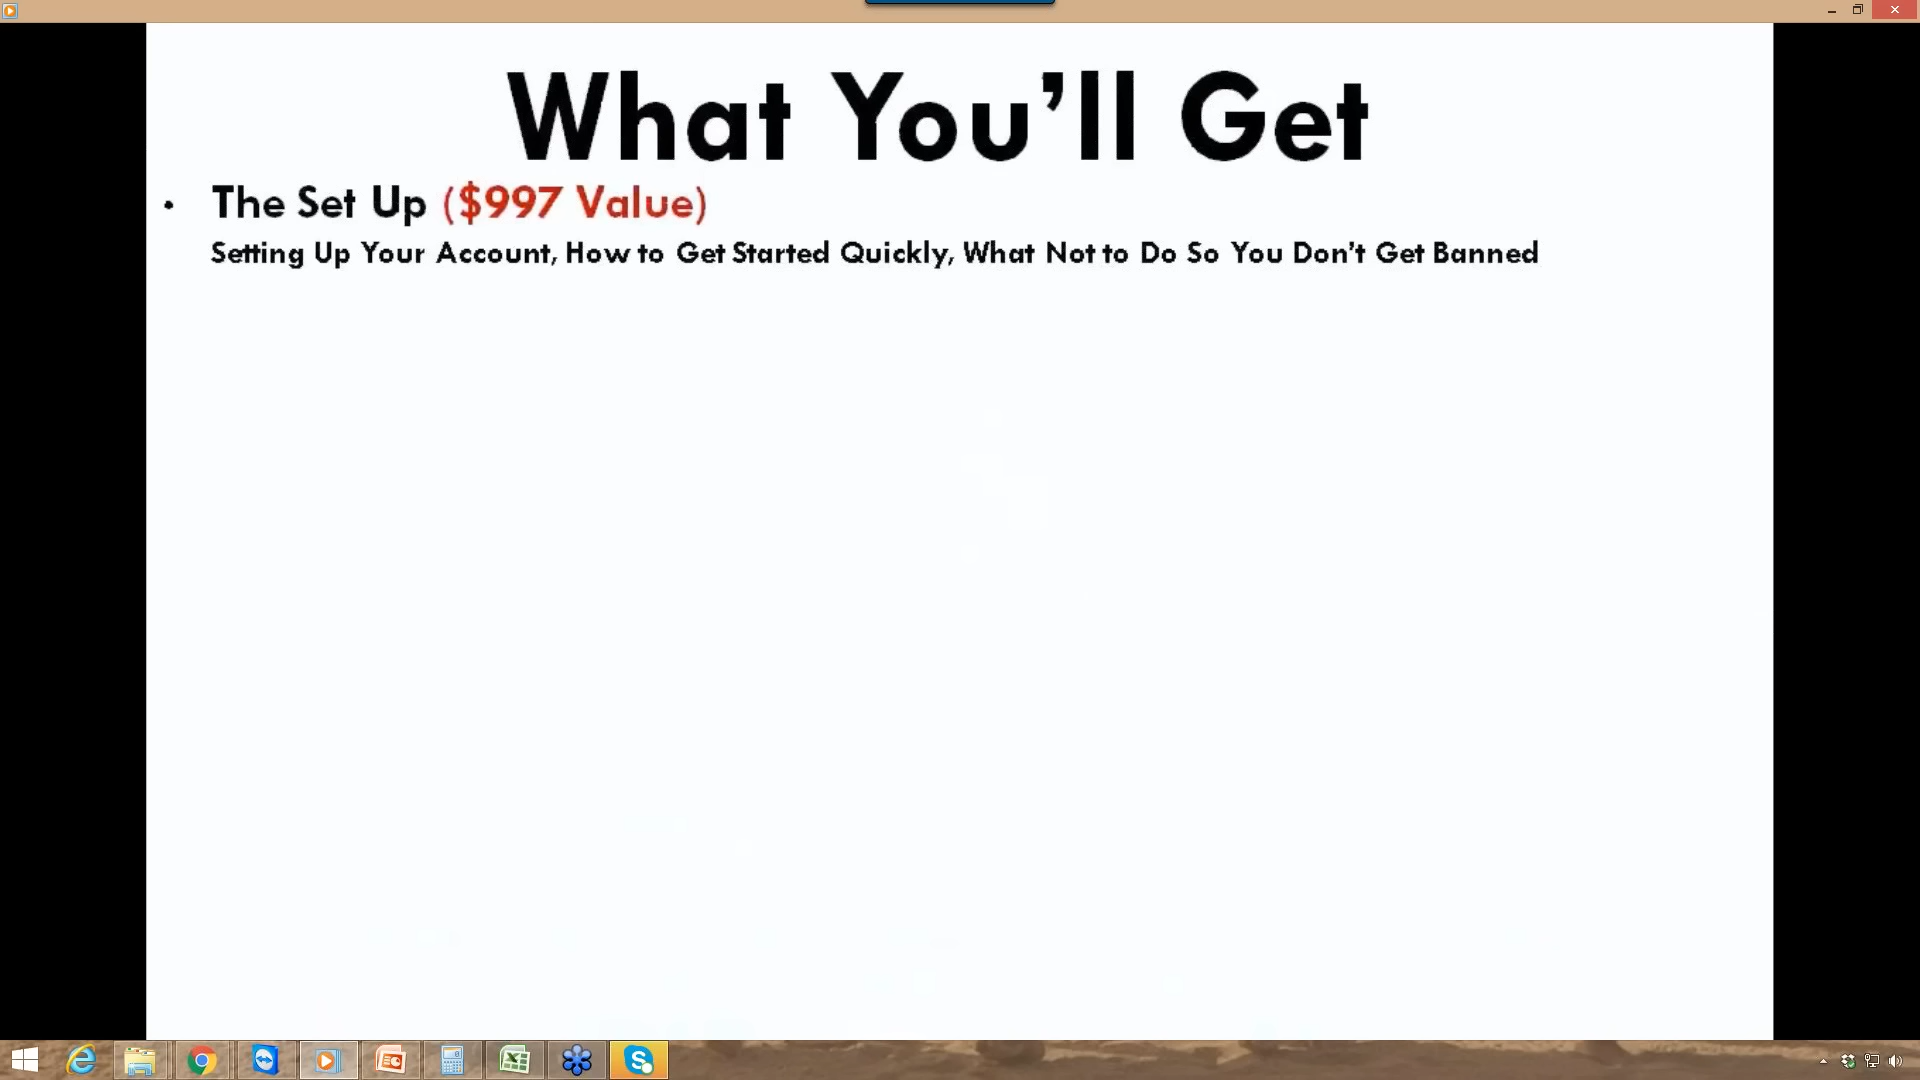 What You'll Get
• The Set Up ($997 Value)
Setting Up Your Account, How to Get Started Quickly, What Not to Do So You Don't Get Banned